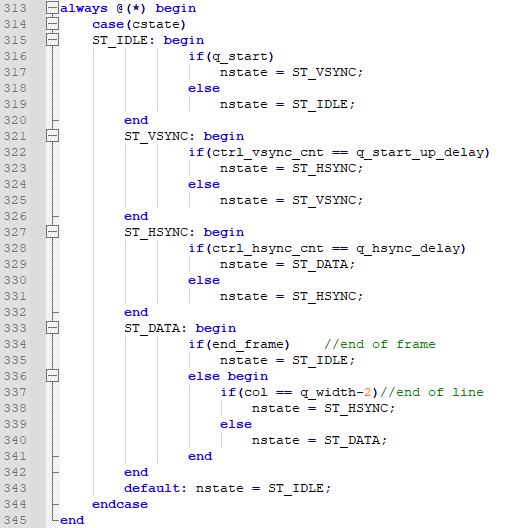 313 always @(*) begin
314     case(cstate)
315     ST_IDLE: begin
316                 if(q_start)
317                     nstate = ST_VSYNC;
318                 else
319                     nstate = ST_IDLE;
320         end
321         ST_VSYNC: begin
322                 if(ctrl_vsync_cnt == q_start_up_delay)
323                     nstate = ST_HSYNC;
324                 else
325                     nstate = ST_VSYNC;
326         end
327         ST_HSYNC: begin
328                 if(ctrl_hsync_cnt == q_hsync_delay)
329                     nstate = ST_DATA;
330                 else
331                     nstate = ST_HSYNC;
332         end
333         ST_DATA: begin
334                 if(end_frame)    //end of frame
335                     nstate = ST_IDLE;
336                 else begin
337                     if(col == q_width-2)//end of line
338                         nstate = ST_HSYNC;
339                     else
340                         nstate = ST_DATA;
341                 end
342         end
343         default: nstate = ST_IDLE;
344     endcase
345 end